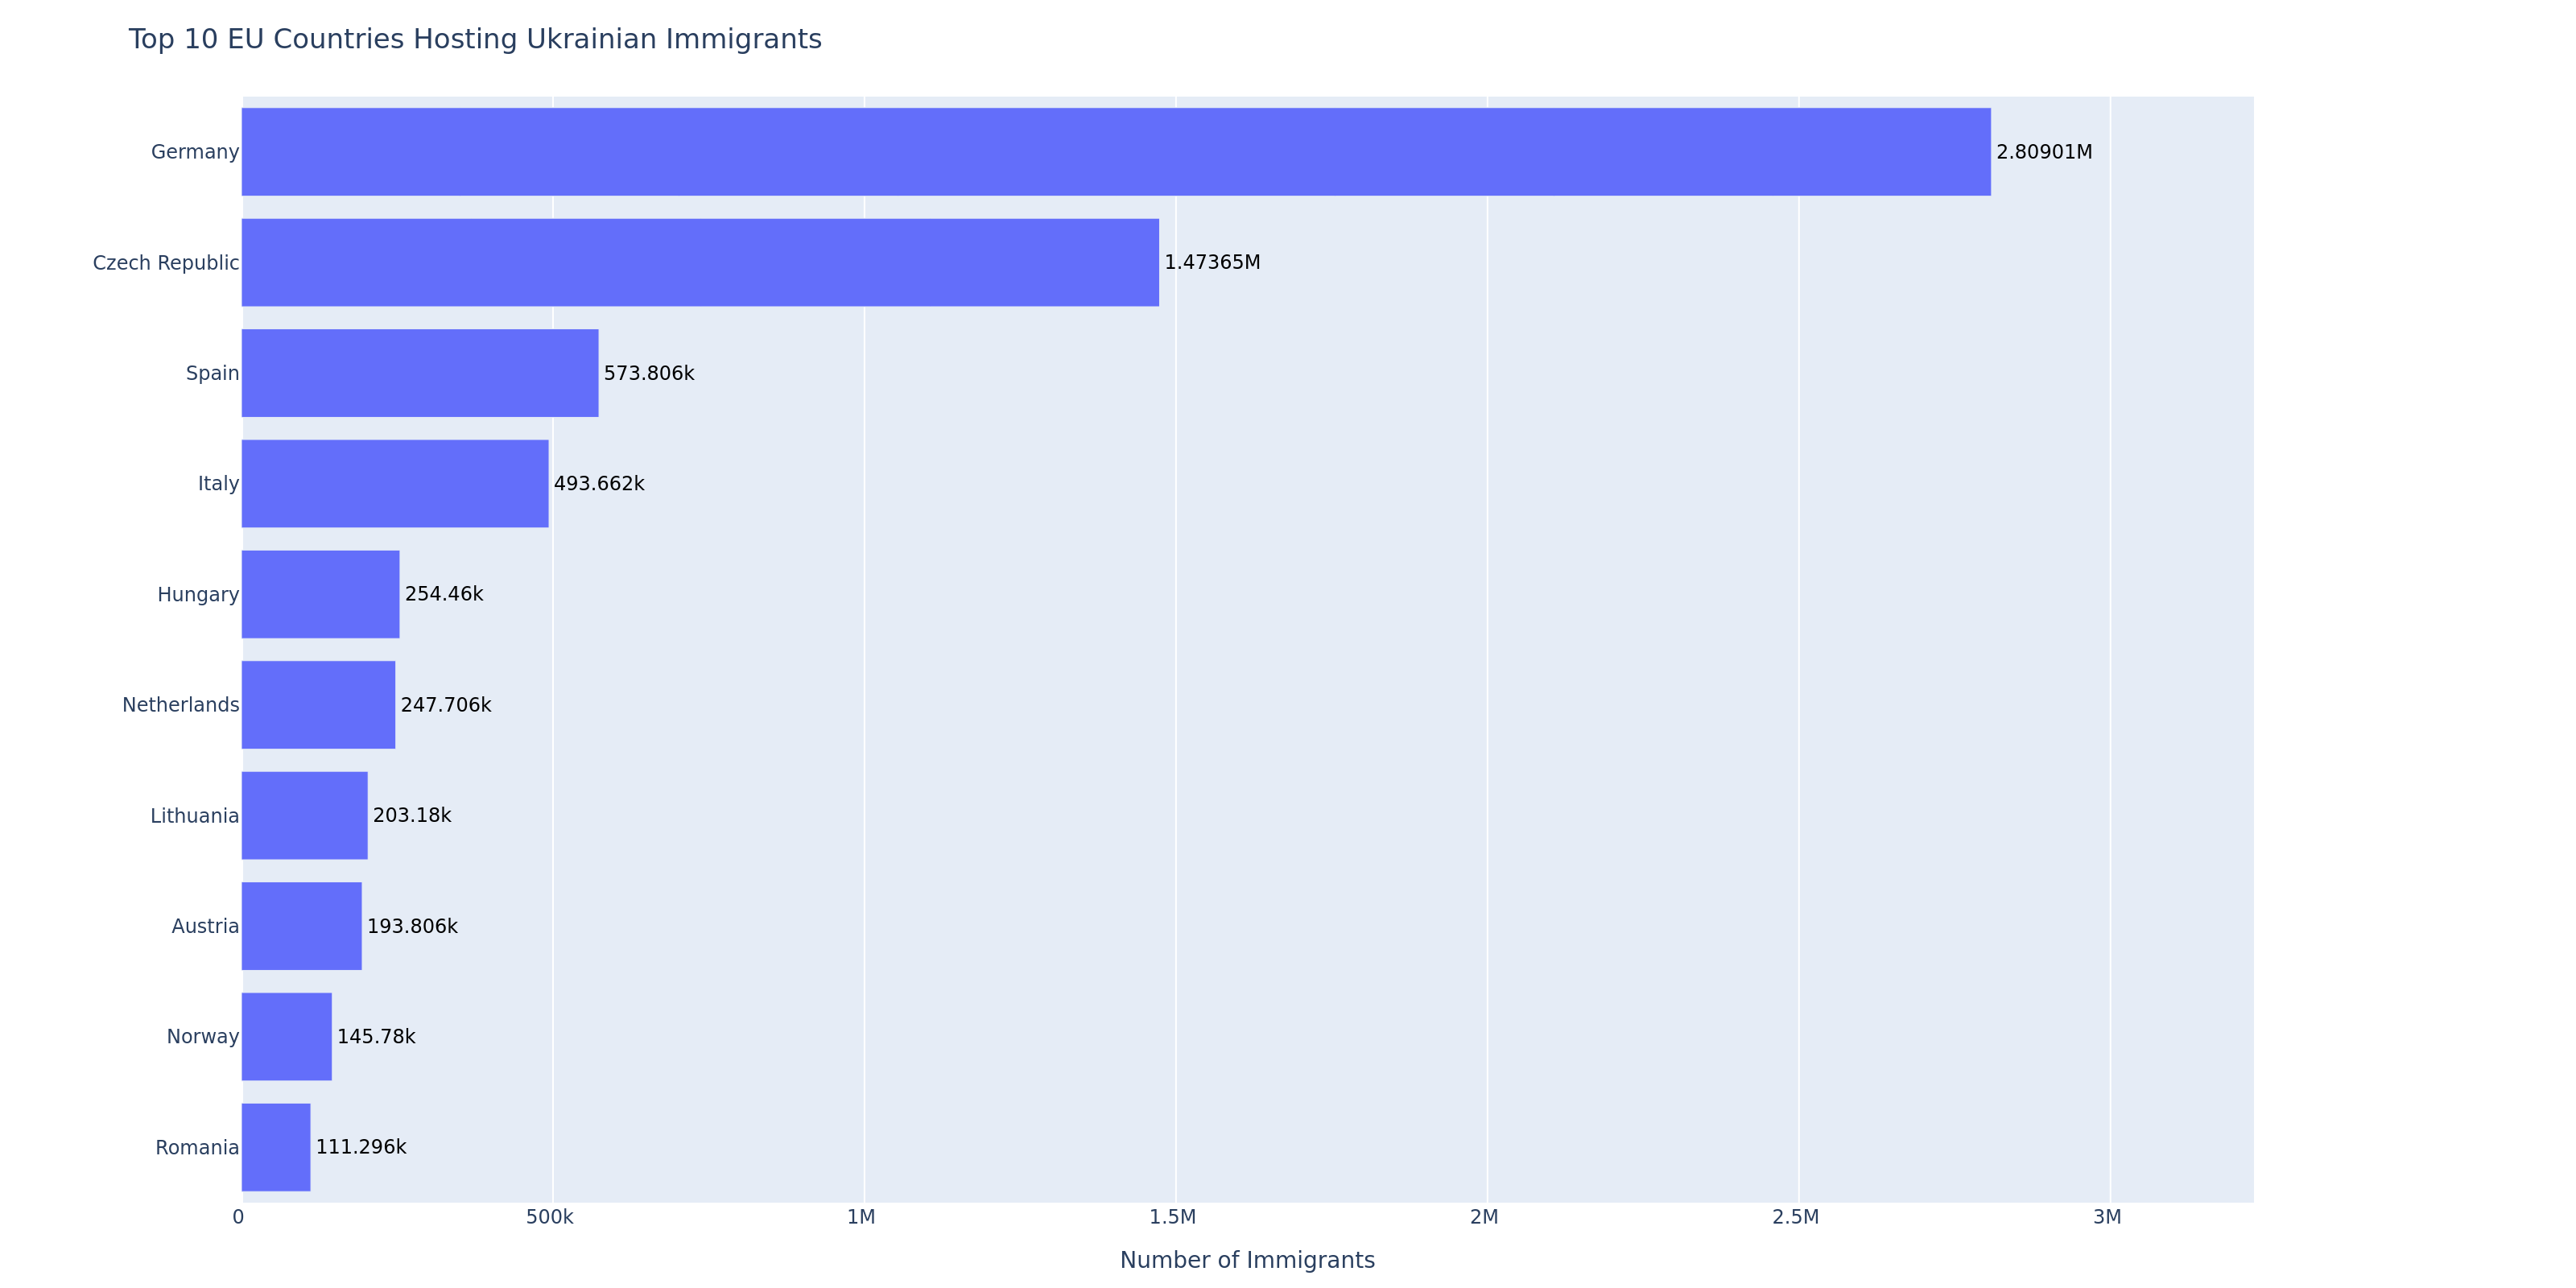 Top 10 EU Countries Hosting Ukrainian Immigrants
Germany 2.80901M
Czech Republic 1.47365M
Spain 573.806k
Italy 493.662k
Hungary 254.46k
Netherlands 247.706k
Lithuania 203.18k
Austria 193.806k
Norway 145.78k
Romania 111.296k
0 500k 1M 1.5M 2M 2.5M 3M
Number of Immigrants